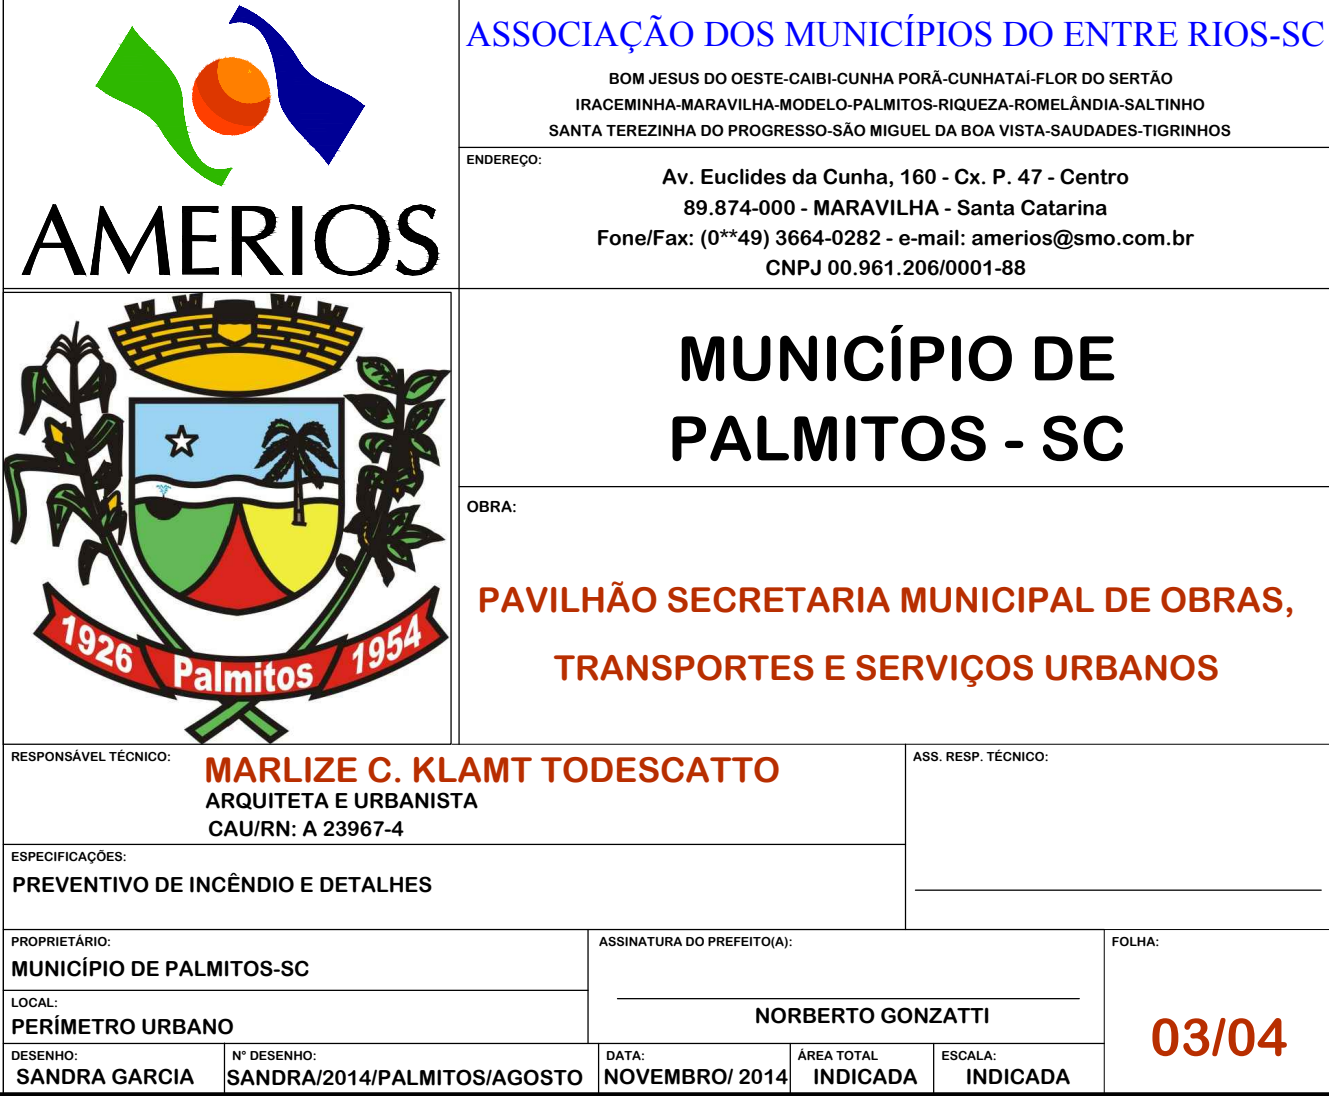 AMERIOS
ASSOCIAÇÃO DOS MUNICÍPIOS DO ENTRE RIOS-SC
BOM JESUS DO OESTE-CAIBI-CUNHA PORÃ-CUNHATAÍ-FLOR DO SERTÃO
IRACEMINHA-MARAVILHA-MODELO-PALMITOS-RIQUEZA-ROMELÂNDIA-SALTINHO
SANTA TEREZINHA DO PROGRESSO-SÃO MIGUEL DA BOA VISTA-SAUDADES-TIGRINHOS
ENDEREÇO:
Av. Euclides da Cunha, 160 - Cx. P. 47 - Centro
89.874-000 - MARAVILHA - Santa Catarina
Fone/Fax: (0**49) 3664-0282 - e-mail: amerios@smo.com.br
CNPJ 00.961.206/0001-88
1926 Palmitos 1954
MUNICÍPIO DE
PALMITOS - SC
OBRA:
PAVILHÃO SECRETARIA MUNICIPAL DE OBRAS,
TRANSPORTES E SERVIÇOS URBANOS
RESPONSÁVEL TÉCNICO:
MARLIZE C. KLAMT TODESCATTO
ARQUITETA E URBANISTA
CAU/RN: A 23967-4
ASS. RESP. TÉCNICO:
ESPECIFICAÇÕES:
PREVENTIVO DE INCÊNDIO E DETALHES
PROPRIETÁRIO:
MUNICÍPIO DE PALMITOS-SC
ASSINATURA DO PREFEITO(A):
NORBERTO GONZATTI
FOLHA:
03/04
LOCAL:
PERÍMETRO URBANO
DESENHO:
SANDRA GARCIA
N° DESENHO:
SANDRA/2014/PALMITOS/AGOSTO
DATA:
NOVEMBRO/ 2014
ÁREA TOTAL
INDICADA
ESCALA:
INDICADA